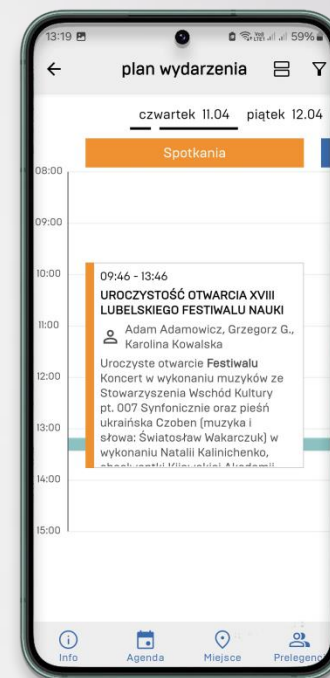 13:19 59%
plan wydarzenia
czwartek 11.04 piątek 12.04
Spotkania
08:00
09:00
10:00
09:46 - 13:46
UROCZYSTOŚĆ OTWARCIA XVIII
LUBELSKIEGO FESTIWALU NAUKI
11:00
Adam Adamowicz, Grzegorz G.,
Karolina Kowalska
Uroczyste otwarcie Festiwalu
12:00
Koncert w wykonaniu muzyków ze
Stowarzyszenia Wschód Kultury
pt. 007 Synfonicznie oraz pieśń
ukraińska Czoben (muzyka i
13:00
słowa: Światosław Wakarczuk) w
wykonaniu Natalii Kalinichenko,
14:00
15:00
Info Agenda Miejsce